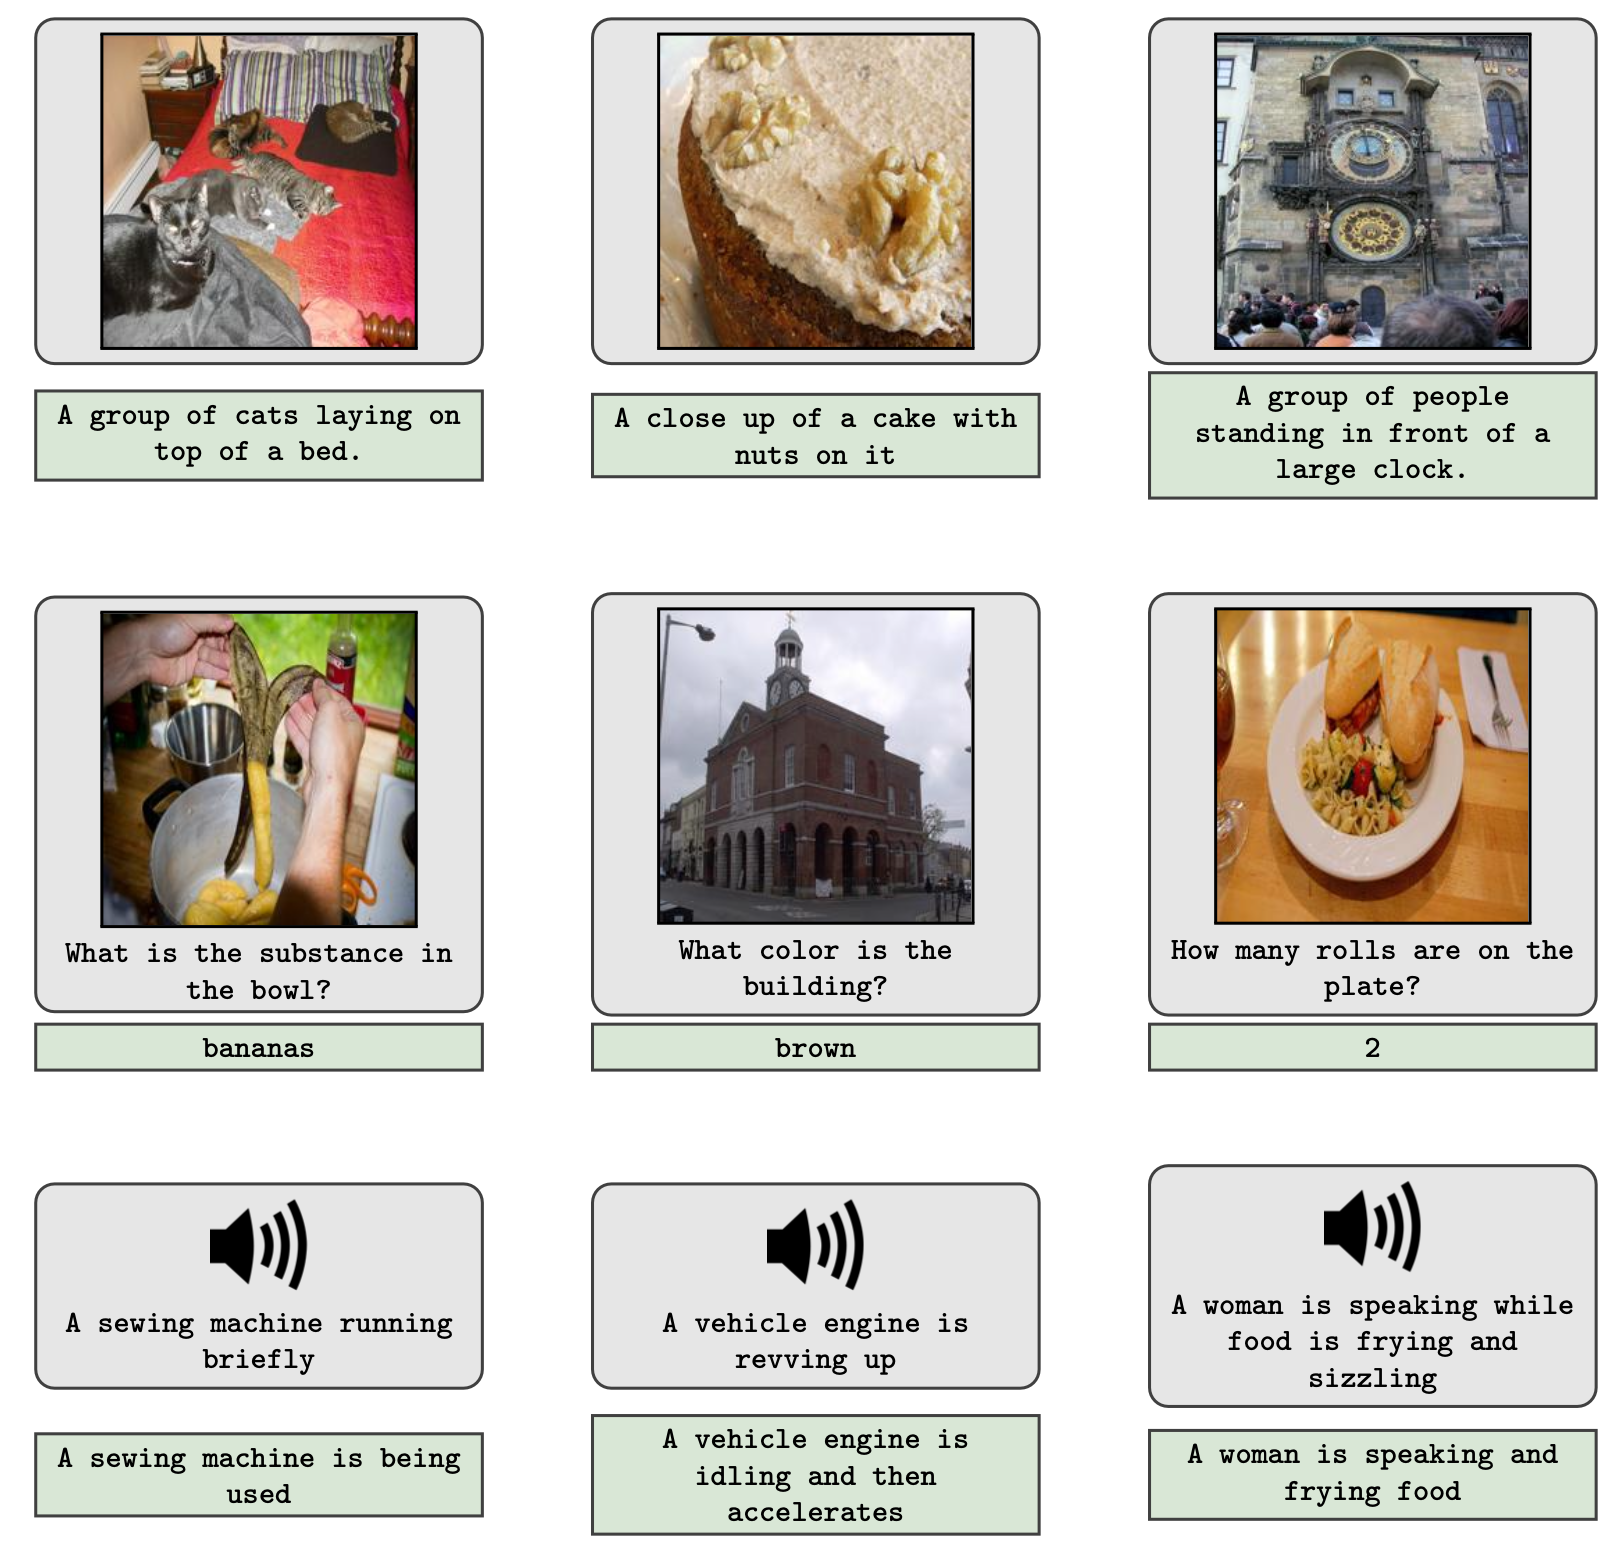 A group of cats laying on
top of a bed.
A close up of a cake with
nuts on it
A group of people
standing in front of a
large clock.
What is the substance in
the bowl?
bananas
What color is the
building?
brown
How many rolls are on the
plate?
2
A sewing machine running
briefly
A sewing machine is being
used
A vehicle engine is
revving up
A vehicle engine is
idling and then
accelerates
A woman is speaking while
food is frying and
sizzling
A woman is speaking and
frying food